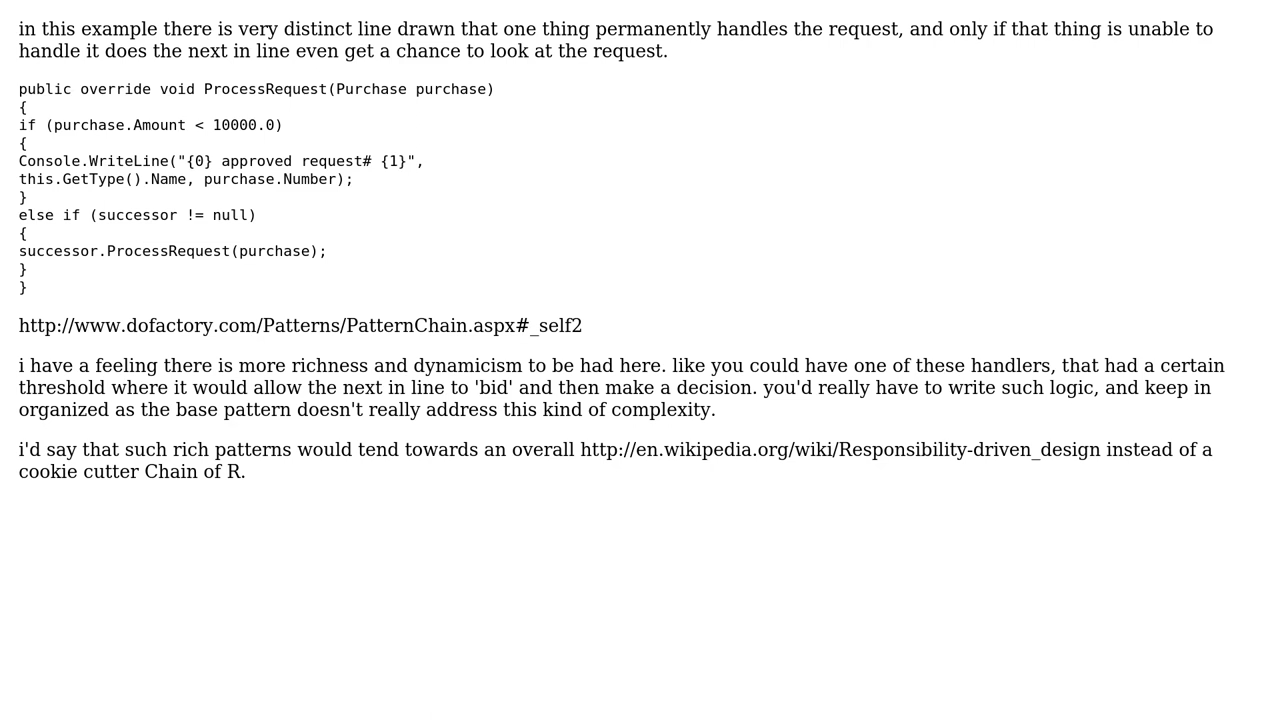 in this example there is very distinct line drawn that one thing permanently handles the request, and only if that thing is unable to
handle it does the next in line even get a chance to look at the request.
public override void ProcessRequest(Purchase purchase)
{
if (purchase.Amount < 10000.0)
{
Console.WriteLine("{0} approved request# {1}",
this.GetType().Name, purchase.Number);
}
else if (successor != null)
{
successor.ProcessRequest(purchase);
}
}
http://www.dofactory.com/Patterns/PatternChain.aspx#_self2
i have a feeling there is more richness and dynamicism to be had here. like you could have one of these handlers, that had a certain
threshold where it would allow the next in line to 'bid' and then make a decision. you'd really have to write such logic, and keep in
organized as the base pattern doesn't really address this kind of complexity.
i'd say that such rich patterns would tend towards an overall http://en.wikipedia.org/wiki/Responsibility-driven_design instead of a
cookie cutter Chain of R.